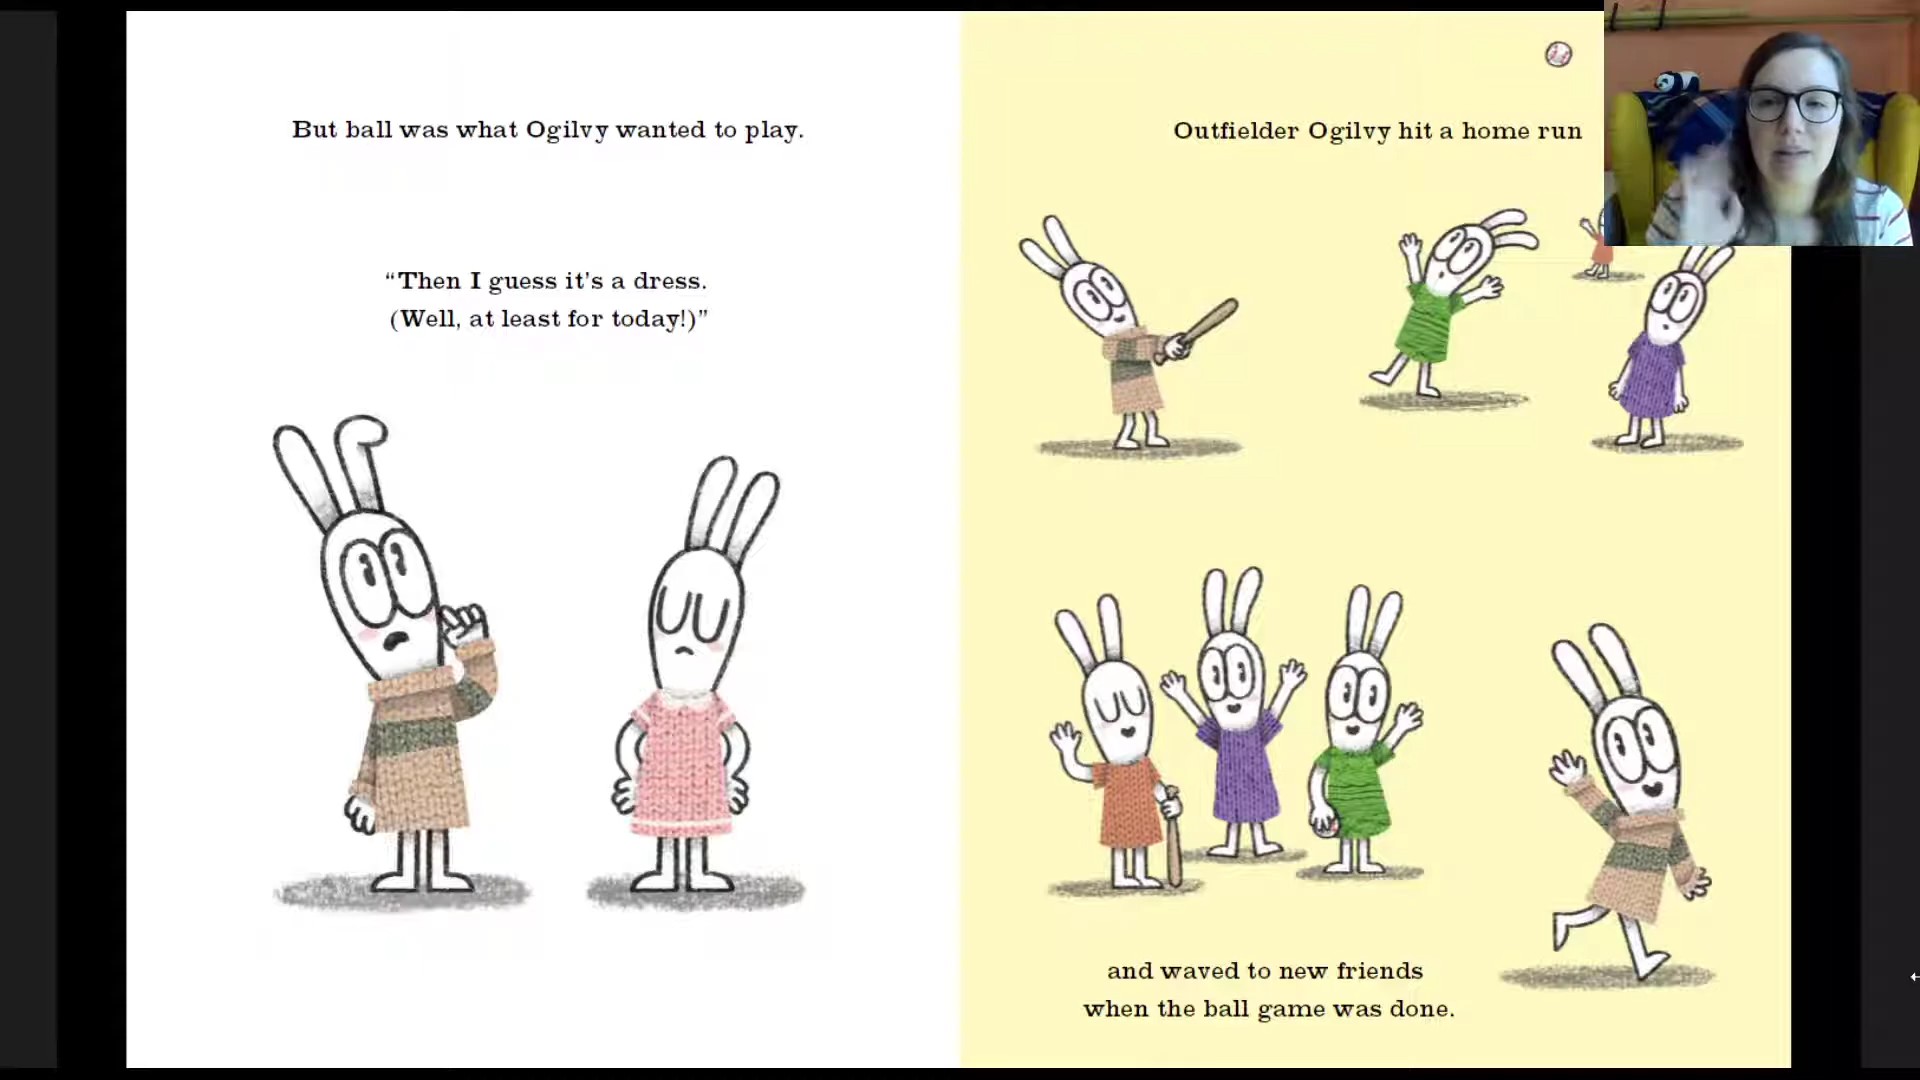 But ball was what Ogilvy wanted to play.
“Then I guess it’s a dress.
(Well, at least for today!)”
Outfielder Ogilvy hit a home run
and waved to new friends
when the ball game was done.